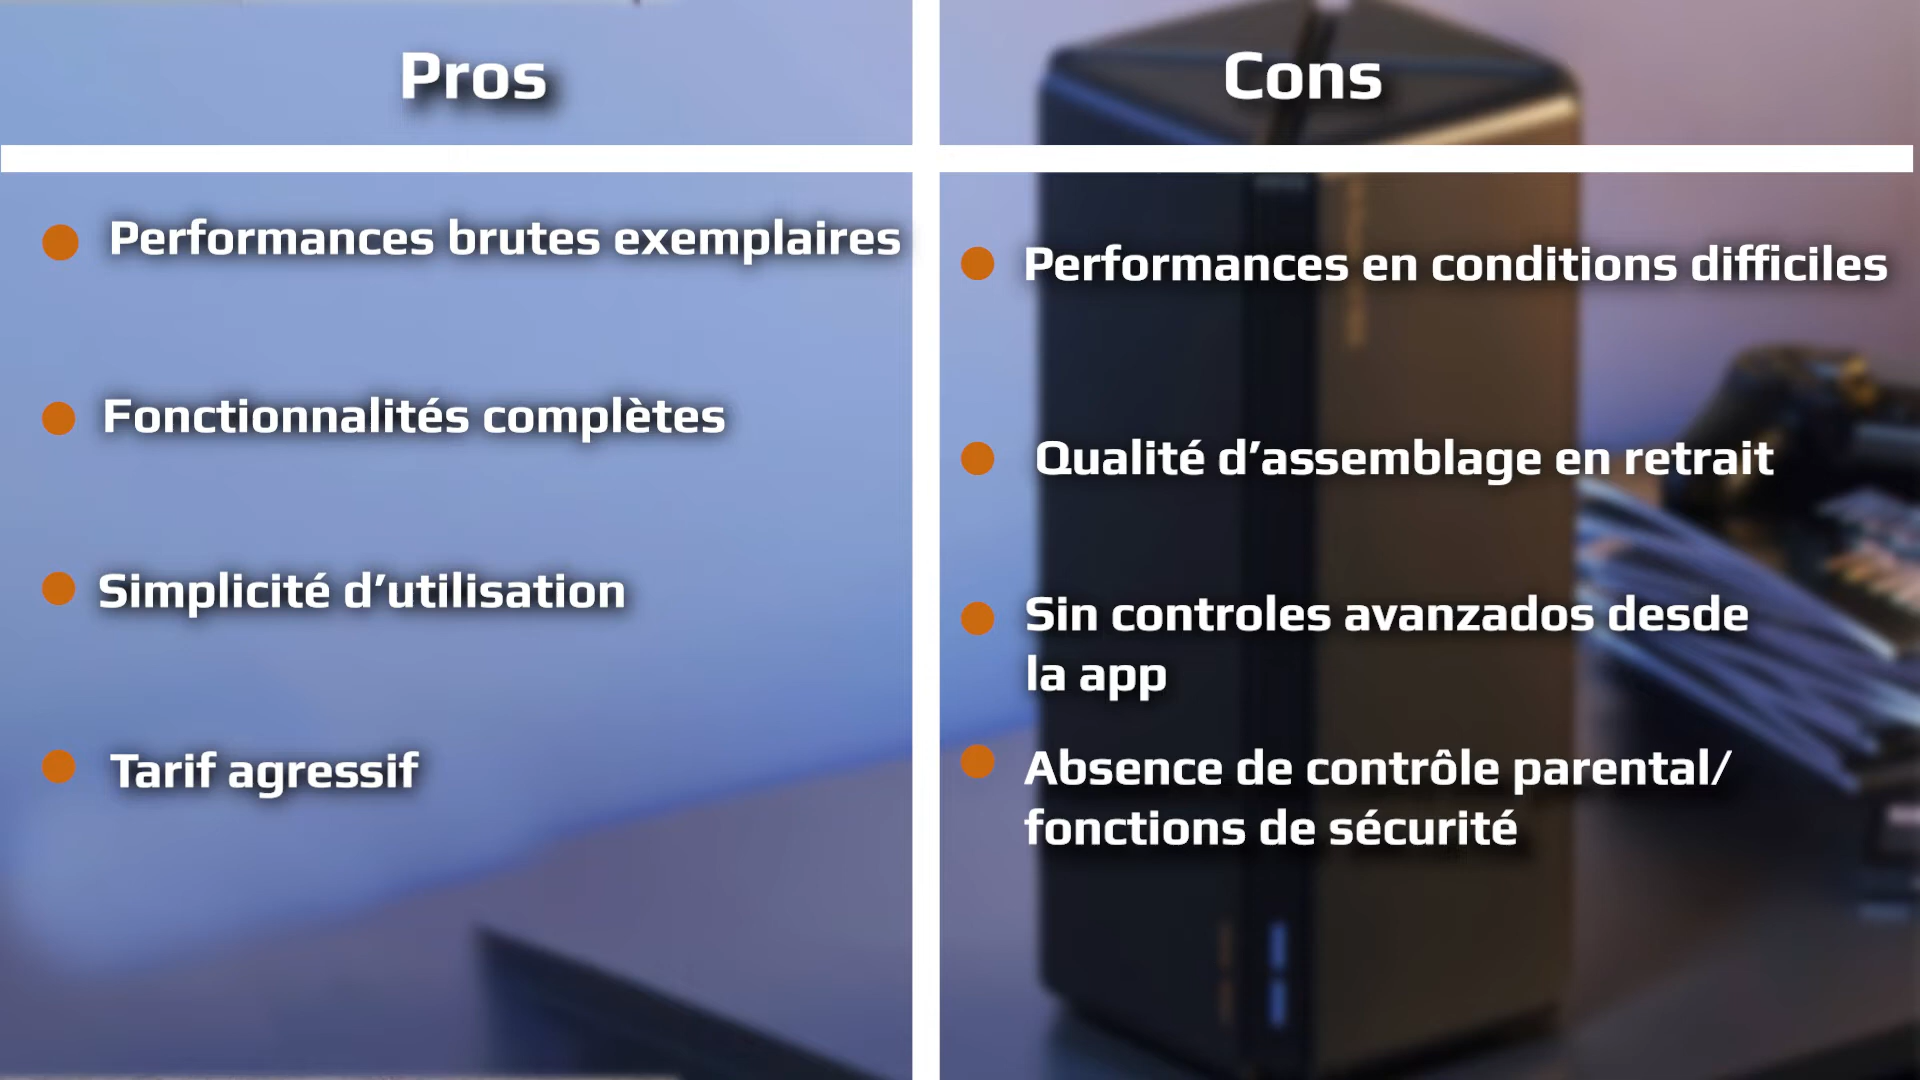 Pros
Performances brutes exemplaires
Fonctionnalités complètes
Simplicité d’utilisation
Tarif agressif
Cons
Performances en conditions difficiles
Qualité d’assemblage en retrait
Sin controles avanzados desde
la app
Absence de contrôle parental/
fonctions de sécurité